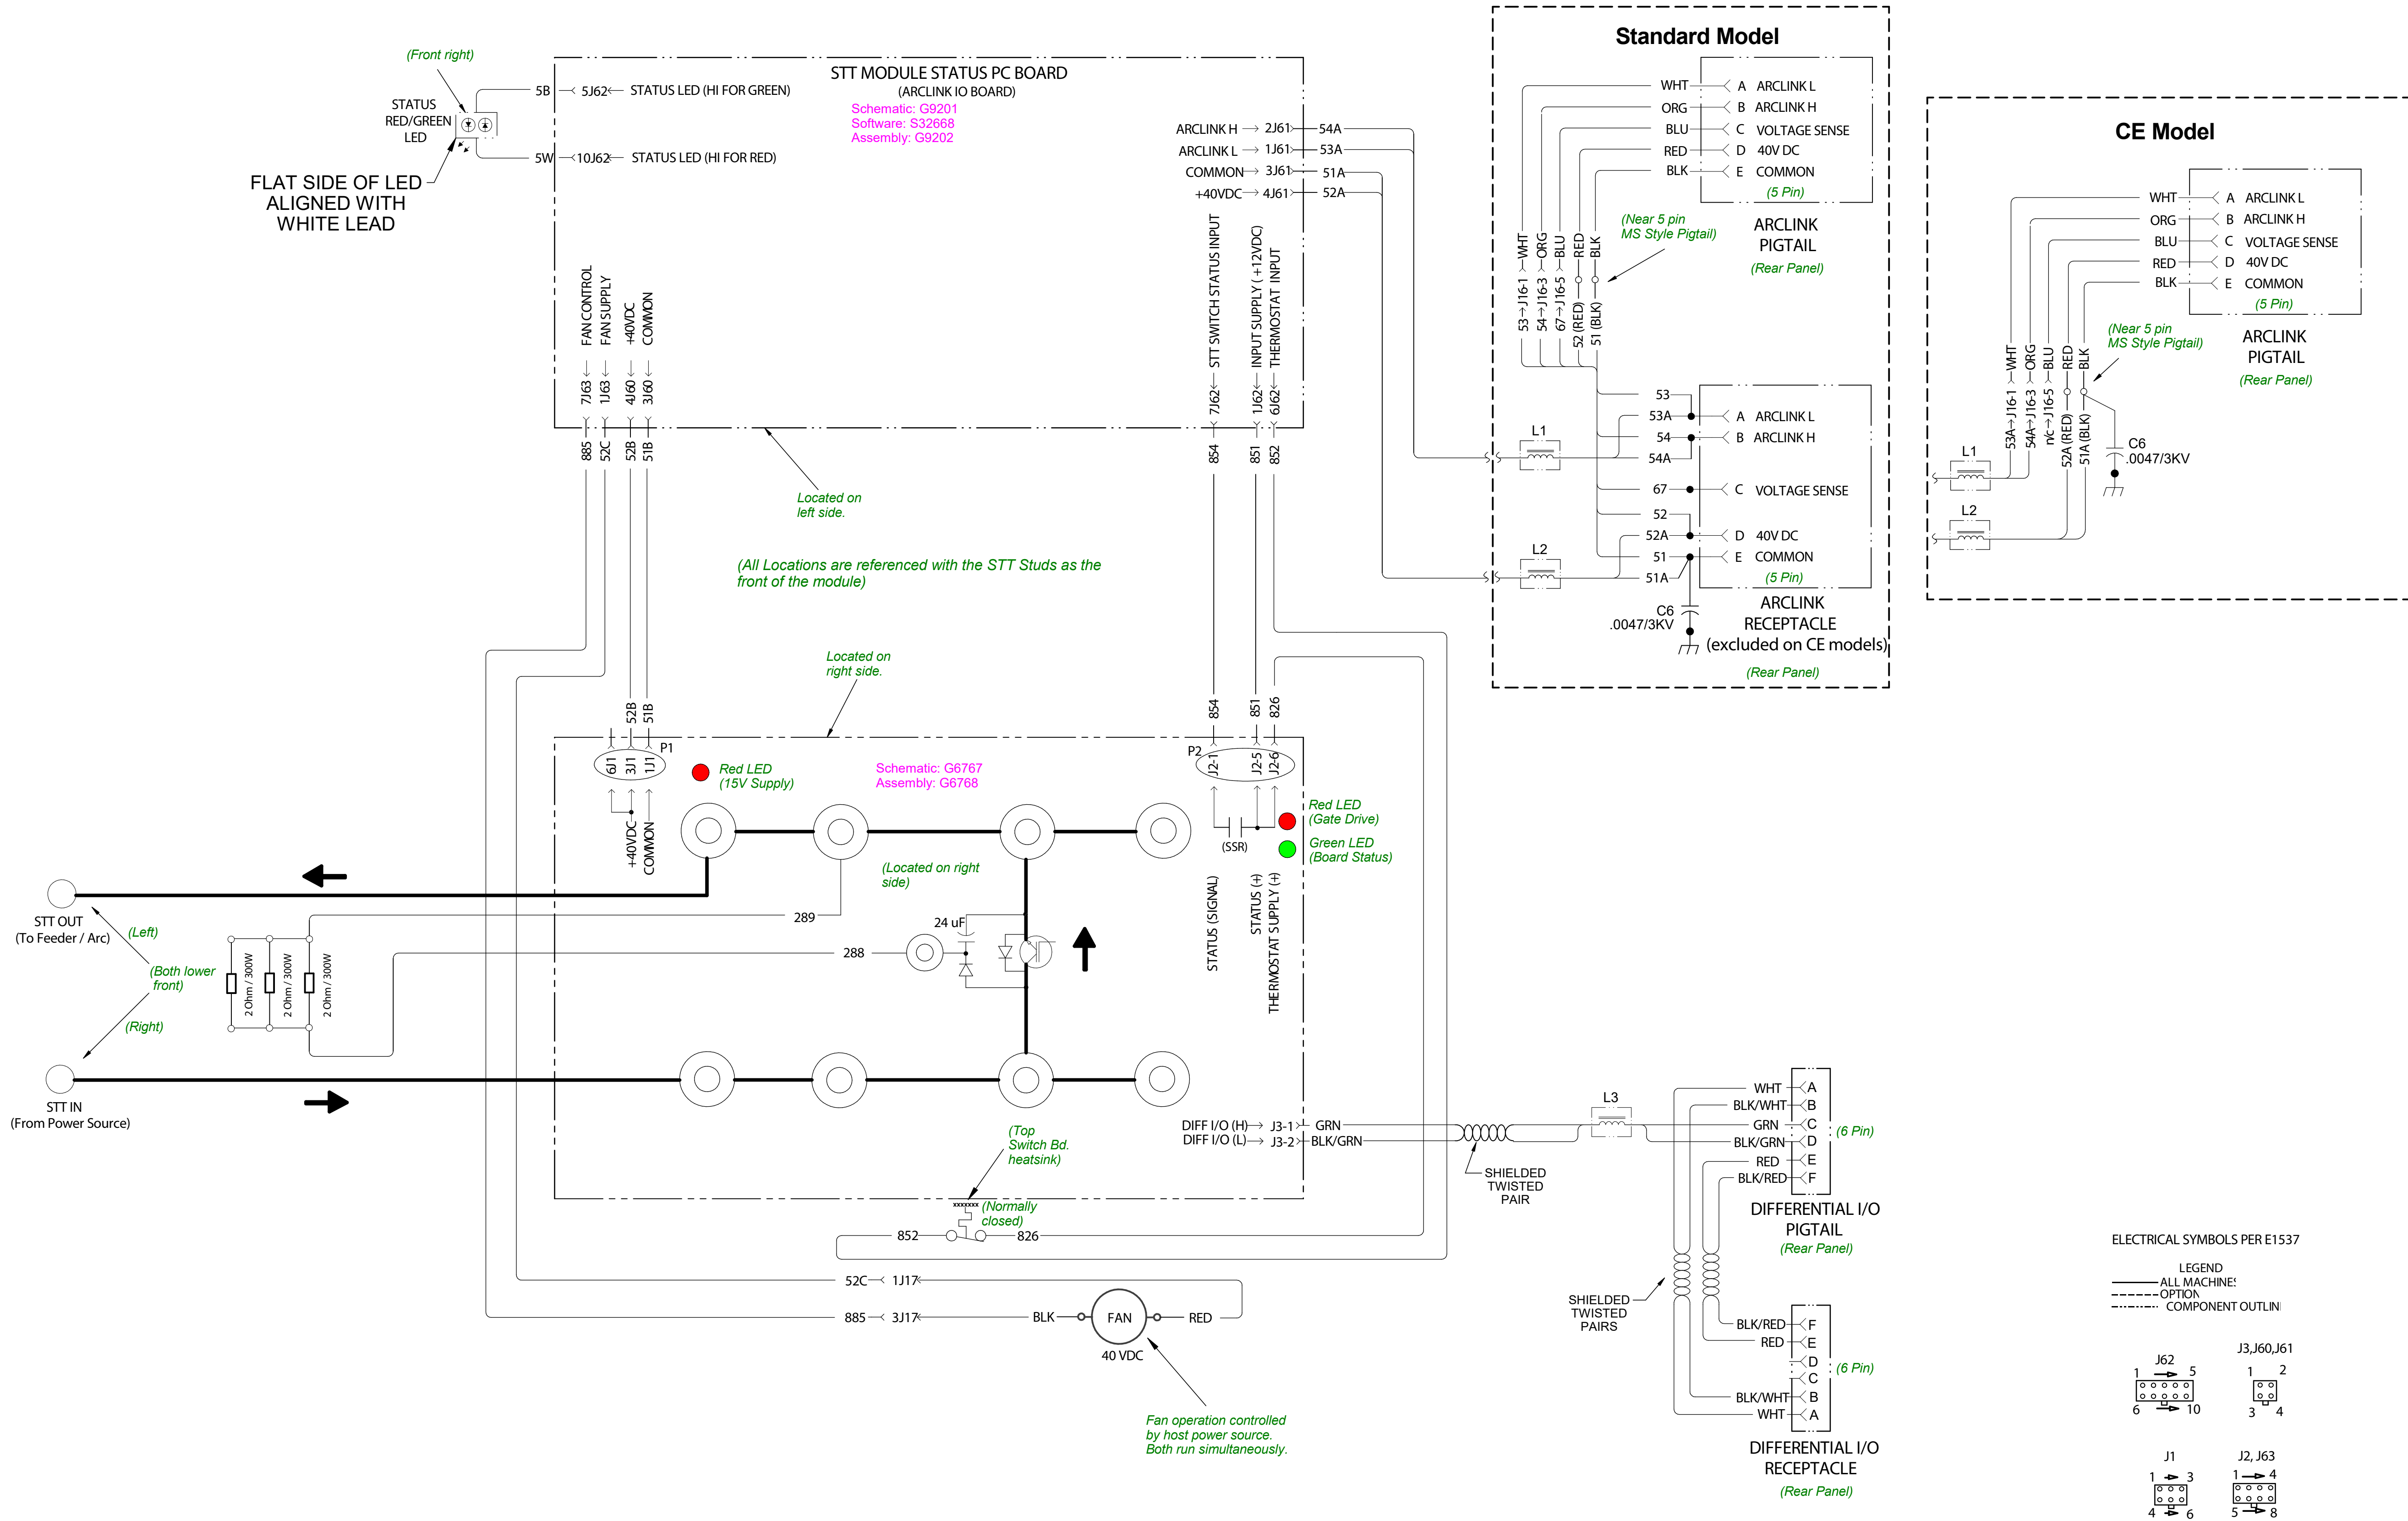 (Front right)
STATUS
RED/GREEN
LED
FLAT SIDE OF LED
ALIGNED WITH
WHITE LEAD
5B
5J62
STATUS LED (HI FOR GREEN)
5W
10J62
STATUS LED (HI FOR RED)
STT MODULE STATUS PC BOARD
(ARCLINK IO BOARD)
Schematic: G9201
Software: S32668
Assembly: G9202
ARCLINK H
2J61
54A
ARCLINK L
1J61
53A
COMMON
3J61
51A
+40VDC
4J61
52A
885
7J63
FAN CONTROL
52C
1J63
FAN SUPPLY
52B
4J60
+40VDC
51B
3J60
COMMON
854
7J62
STT SWITCH STATUS INPUT
851
1J62
INPUT SUPPLY ( +12VDC)
852
6J62
THERMOSTAT INPUT
Located on
left side.
(All Locations are referenced with the STT Studs as the
front of the module)
Located on
right side.
52B
51B
P1
6J1
3J1
1J1
+40VDC
COMMON
Red LED
(15V Supply)
Schematic: G6767
Assembly: G6768
854
851
826
P2
J2-1
J2-5
J2-6
(SSR)
Red LED
(Gate Drive)
Green LED
(Board Status)
STATUS (SIGNAL)
STATUS (+)
THERMOSTAT SUPPLY (+)
(Located on right
side)
24 uF
289
288
STT OUT
(To Feeder / Arc)
(Left)
(Both lower
front)
(Right)
2 Ohm / 300W
2 Ohm / 300W
2 Ohm / 300W
STT IN
(From Power Source)
DIFF I/O (H)
J3-1
GRN
DIFF I/O (L)
J3-2
BLK/GRN
(Top
Switch Bd.
heatsink)
(Normally
closed)
852
826
52C
1J17
885
3J17
BLK
FAN
RED
40 VDC
Fan operation controlled
by host power source.
Both run simultaneously.
SHIELDED
TWISTED
PAIR
L3
WHT
A
BLK/WHT
B
GRN
C
BLK/GRN
D
RED
E
BLK/RED
F
(6 Pin)
DIFFERENTIAL I/O
PIGTAIL
(Rear Panel)
SHIELDED
TWISTED
PAIRS
BLK/RED
F
RED
E
D
C
BLK/WHT
B
WHT
A
(6 Pin)
DIFFERENTIAL I/O
RECEPTACLE
(Rear Panel)
Standard Model
WHT
A
ARCLINK L
ORG
B
ARCLINK H
BLU
C
VOLTAGE SENSE
RED
D
40V DC
BLK
E
COMMON
(5 Pin)
ARCLINK
PIGTAIL
(Rear Panel)
(Near 5 pin
MS Style Pigtail)
53
J16-1
WHT
54
J16-3
ORG
67
J16-5
BLU
52 (RED)
RED
51 (BLK)
BLK
L1
L2
53
53A
A
ARCLINK L
54
B
ARCLINK H
54A
67
C
VOLTAGE SENSE
52
52A
D
40V DC
51
E
COMMON
51A
(5 Pin)
C6
.0047/3KV
ARCLINK
RECEPTACLE
(excluded on CE models)
(Rear Panel)
CE Model
WHT
A
ARCLINK L
ORG
B
ARCLINK H
BLU
C
VOLTAGE SENSE
RED
D
40V DC
BLK
E
COMMON
(5 Pin)
ARCLINK
PIGTAIL
(Rear Panel)
(Near 5 pin
MS Style Pigtail)
53A
J16-1
WHT
54A
J16-3
ORG
n/c
J16-5
BLU
52A (RED)
RED
51A (BLK)
BLK
C6
.0047/3KV
L1
L2
ELECTRICAL SYMBOLS PER E1537
LEGEND
ALL MACHINES
OPTION
COMPONENT OUTLIN
J62
1 5
6 10
J3,J60,J61
1 2
3 4
J1
1 3
4 6
J2, J63
1 4
5 8